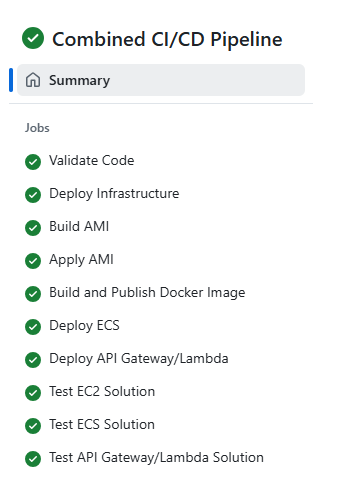 Combined CI/CD Pipeline
Summary
Jobs
Validate Code
Deploy Infrastructure
Build AMI
Apply AMI
Build and Publish Docker Image
Deploy ECS
Deploy API Gateway/Lambda
Test EC2 Solution
Test ECS Solution
Test API Gateway/Lambda Solution